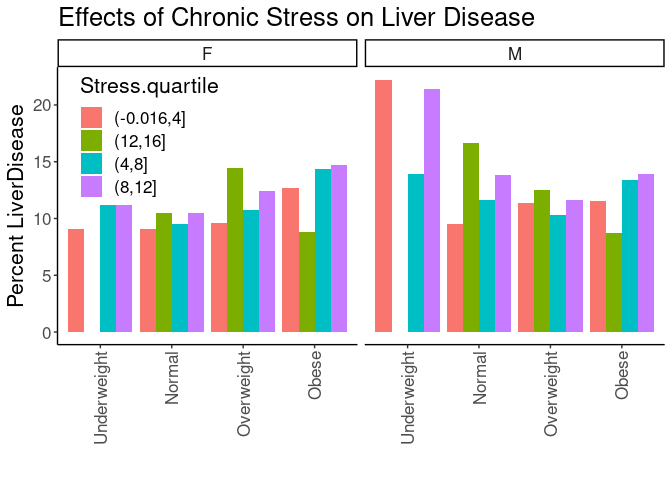 Effects of Chronic Stress on Liver Disease
F M
Stress.quartile
(-0.016,4]
(12,16]
(4,8]
(8,12]
Percent LiverDisease
20
15
10
5
0
Underweight Normal Overweight Obese Underweight Normal Overweight Obese